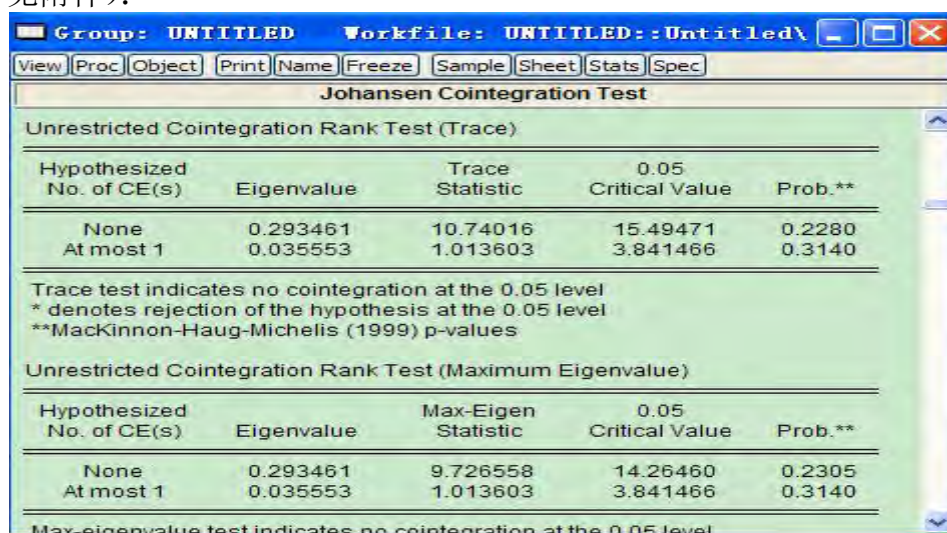 Group: UNTITLED Workfile: UNTITLED::Untitled\
View Proc Object Print Name Freeze Sample Sheet Stats Spec
Johansen Cointegration Test
Unrestricted Cointegration Rank Test (Trace)
Hypothesized Trace 0.05
No. of CE(s) Eigenvalue Statistic Critical Value Prob.**
None 0.293461 10.74016 15.49471 0.2280
At most 1 0.035553 1.013603 3.841466 0.3140
Trace test indicates no cointegration at the 0.05 level
* denotes rejection of the hypothesis at the 0.05 level
**MacKinnon-Haug-Michelis (1999) p-values
Unrestricted Cointegration Rank Test (Maximum Eigenvalue)
Hypothesized Max-Eigen 0.05
No. of CE(s) Eigenvalue Statistic Critical Value Prob.**
None 0.293461 9.726558 14.26460 0.2305
At most 1 0.035553 1.013603 3.841466 0.3140
Max-eigenvalue test indicates no cointegration at the 0.05 level